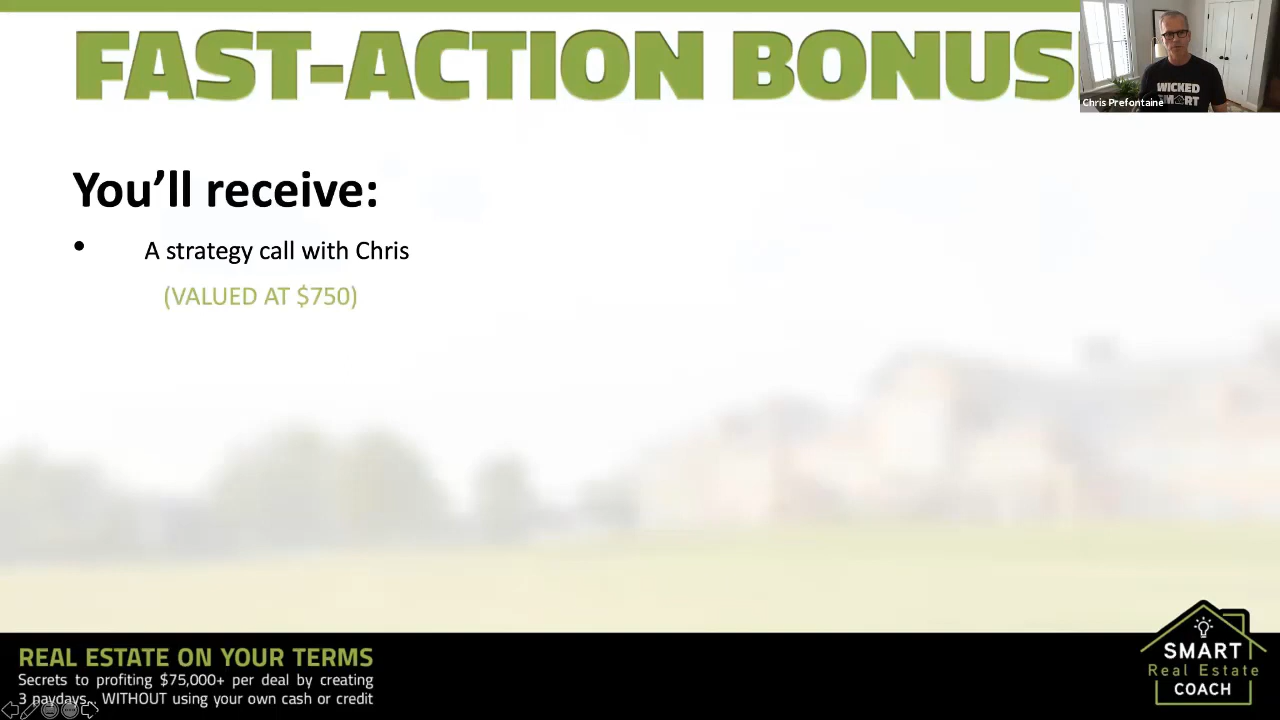 FAST-ACTION BONUS
WICKED
SMART
Chris Prefontaine
You’ll receive:
• A strategy call with Chris
(VALUED AT $750)
REAL ESTATE ON YOUR TERMS
Secrets to profiting $75,000+ per deal by creating
3 paydays... WITHOUT using your own cash or credit
SMART
Real Estate
COACH